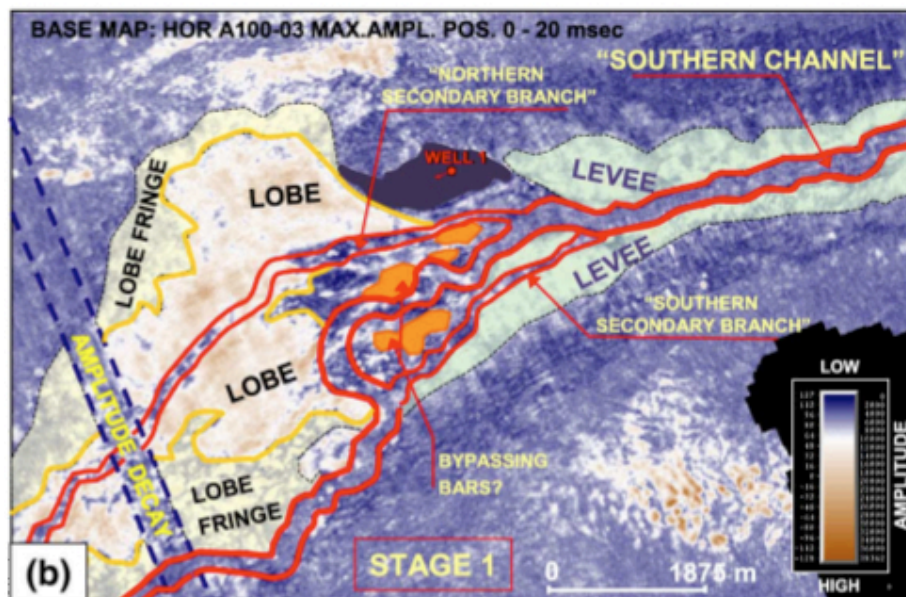 BASE MAP: HOR A100-03 MAX.AMPL. POS. 0 - 20 msec
"SOUTHERN CHANNEL"
"NORTHERN
SECONDARY BRANCH"
WELL 1
LEVEE
LOBE
LOBE FRINGE
LEVEE
"SOUTHERN
SECONDARY BRANCH"
LOBE
AMPLITUDE DECAY
BYPASSING
BARS?
LOBE
FRINGE
LOW
AMPLITUDE
HIGH
(b)
STAGE 1
0 1875 m